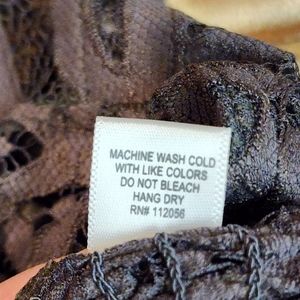 MACHINE WASH COLD
WITH LIKE COLORS
DO NOT BLEACH
HANG DRY
RN# 112056